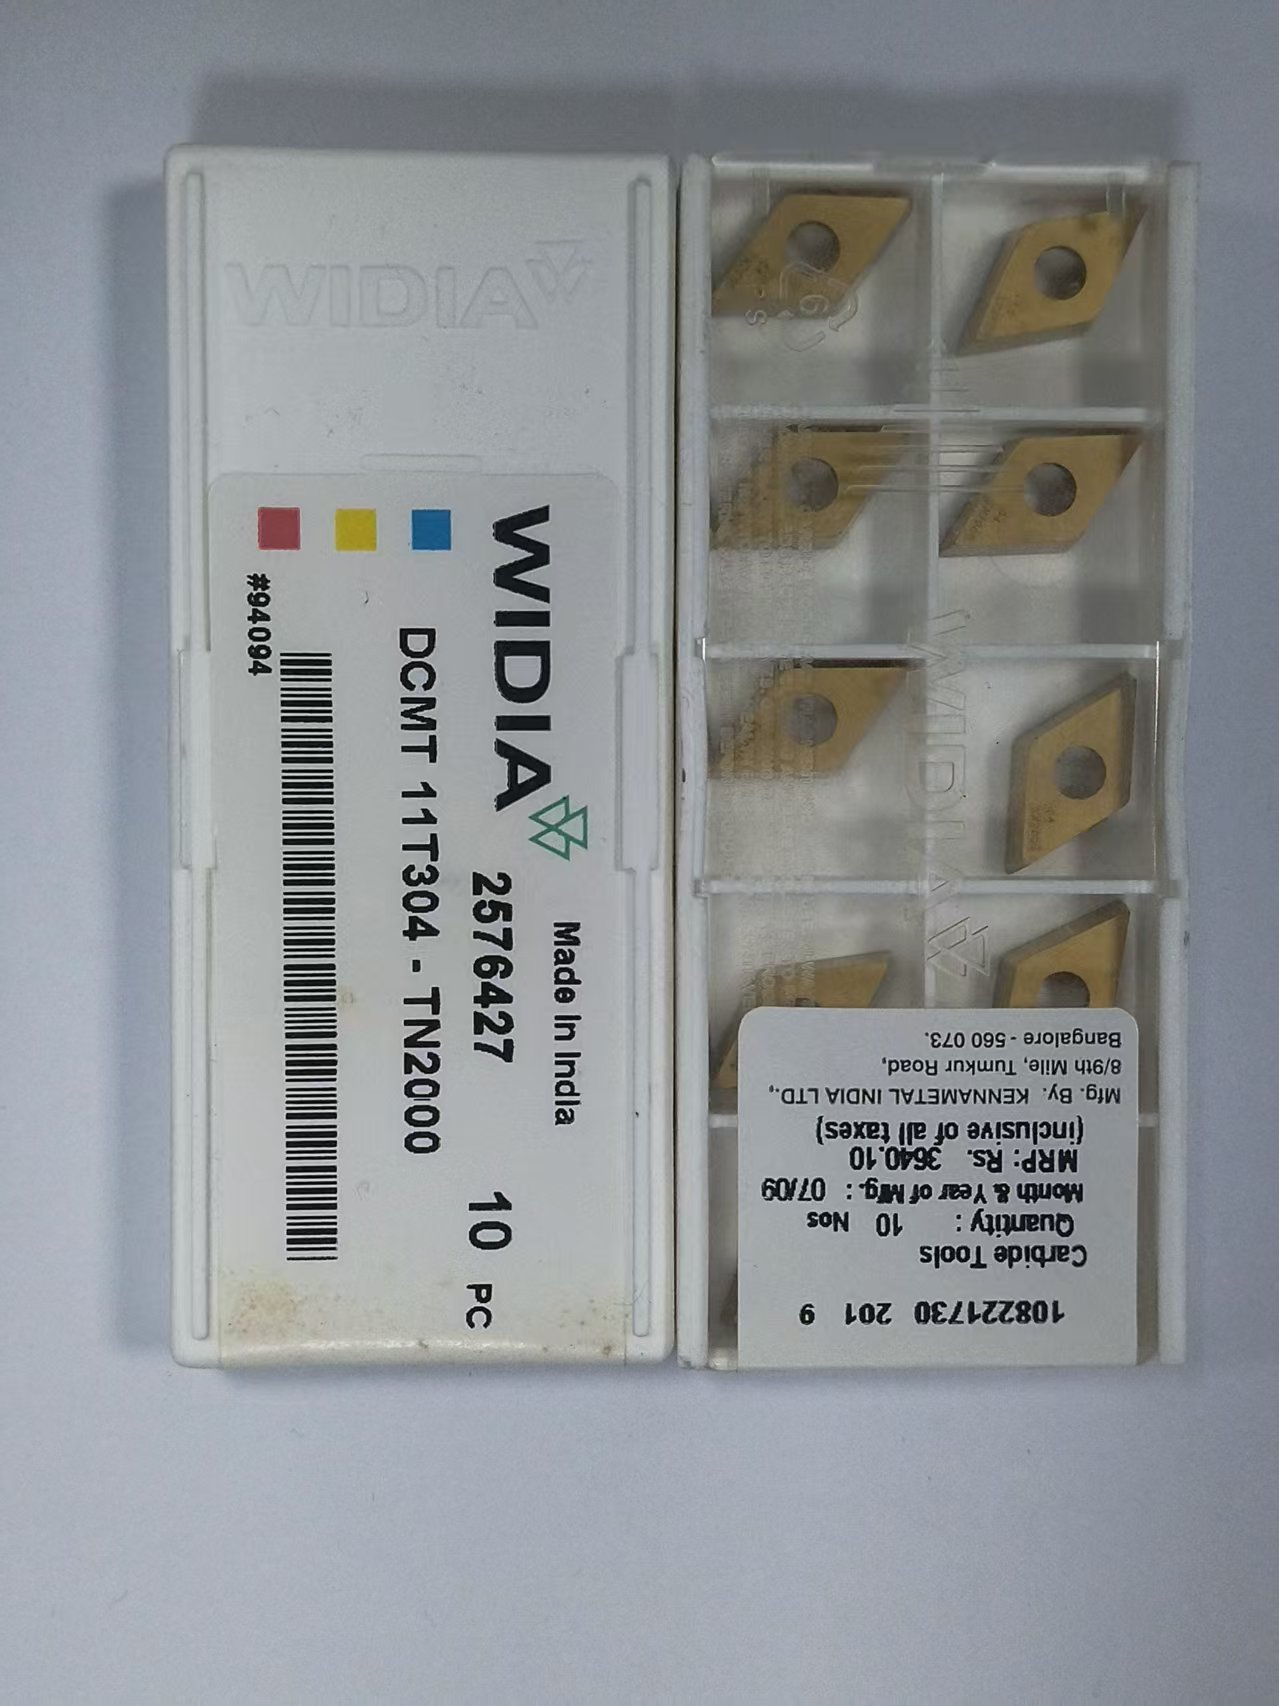 WIDIA
WIDIA
Made In India
2576427
10 PC
DCMT 11T304 - TN2000
#94094
6
-S
WIDIA
108221730 201 9
Carbide Tools
Quantity : 10 Nos
Month & Year of Mfg. : 07/09
MRP: Rs. 3640.10
(inclusive of all taxes)
Mfg. By. KENNAMETAL INDIA LTD.,
8/9th Mile, Tumkur Road,
Bangalore - 560 073.